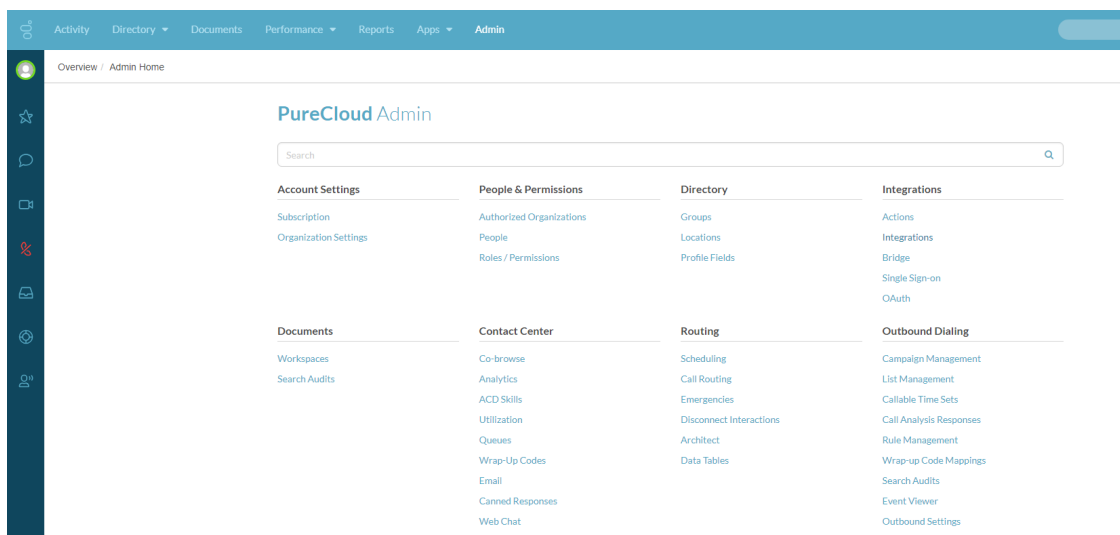 Activity Directory Documents Performance Reports Apps Admin
Overview / Admin Home
PureCloud Admin
Search
Account Settings
Subscription
Organization Settings
People & Permissions
Authorized Organizations
People
Roles / Permissions
Directory
Groups
Locations
Profile Fields
Integrations
Actions
Integrations
Bridge
Single Sign-on
OAuth
Documents
Workspaces
Search Audits
Contact Center
Co-browse
Analytics
ACD Skills
Utilization
Queues
Wrap-Up Codes
Email
Canned Responses
Web Chat
Routing
Scheduling
Call Routing
Emergencies
Disconnect Interactions
Architect
Data Tables
Outbound Dialing
Campaign Management
List Management
Callable Time Sets
Call Analysis Responses
Rule Management
Wrap-up Code Mappings
Search Audits
Event Viewer
Outbound Settings